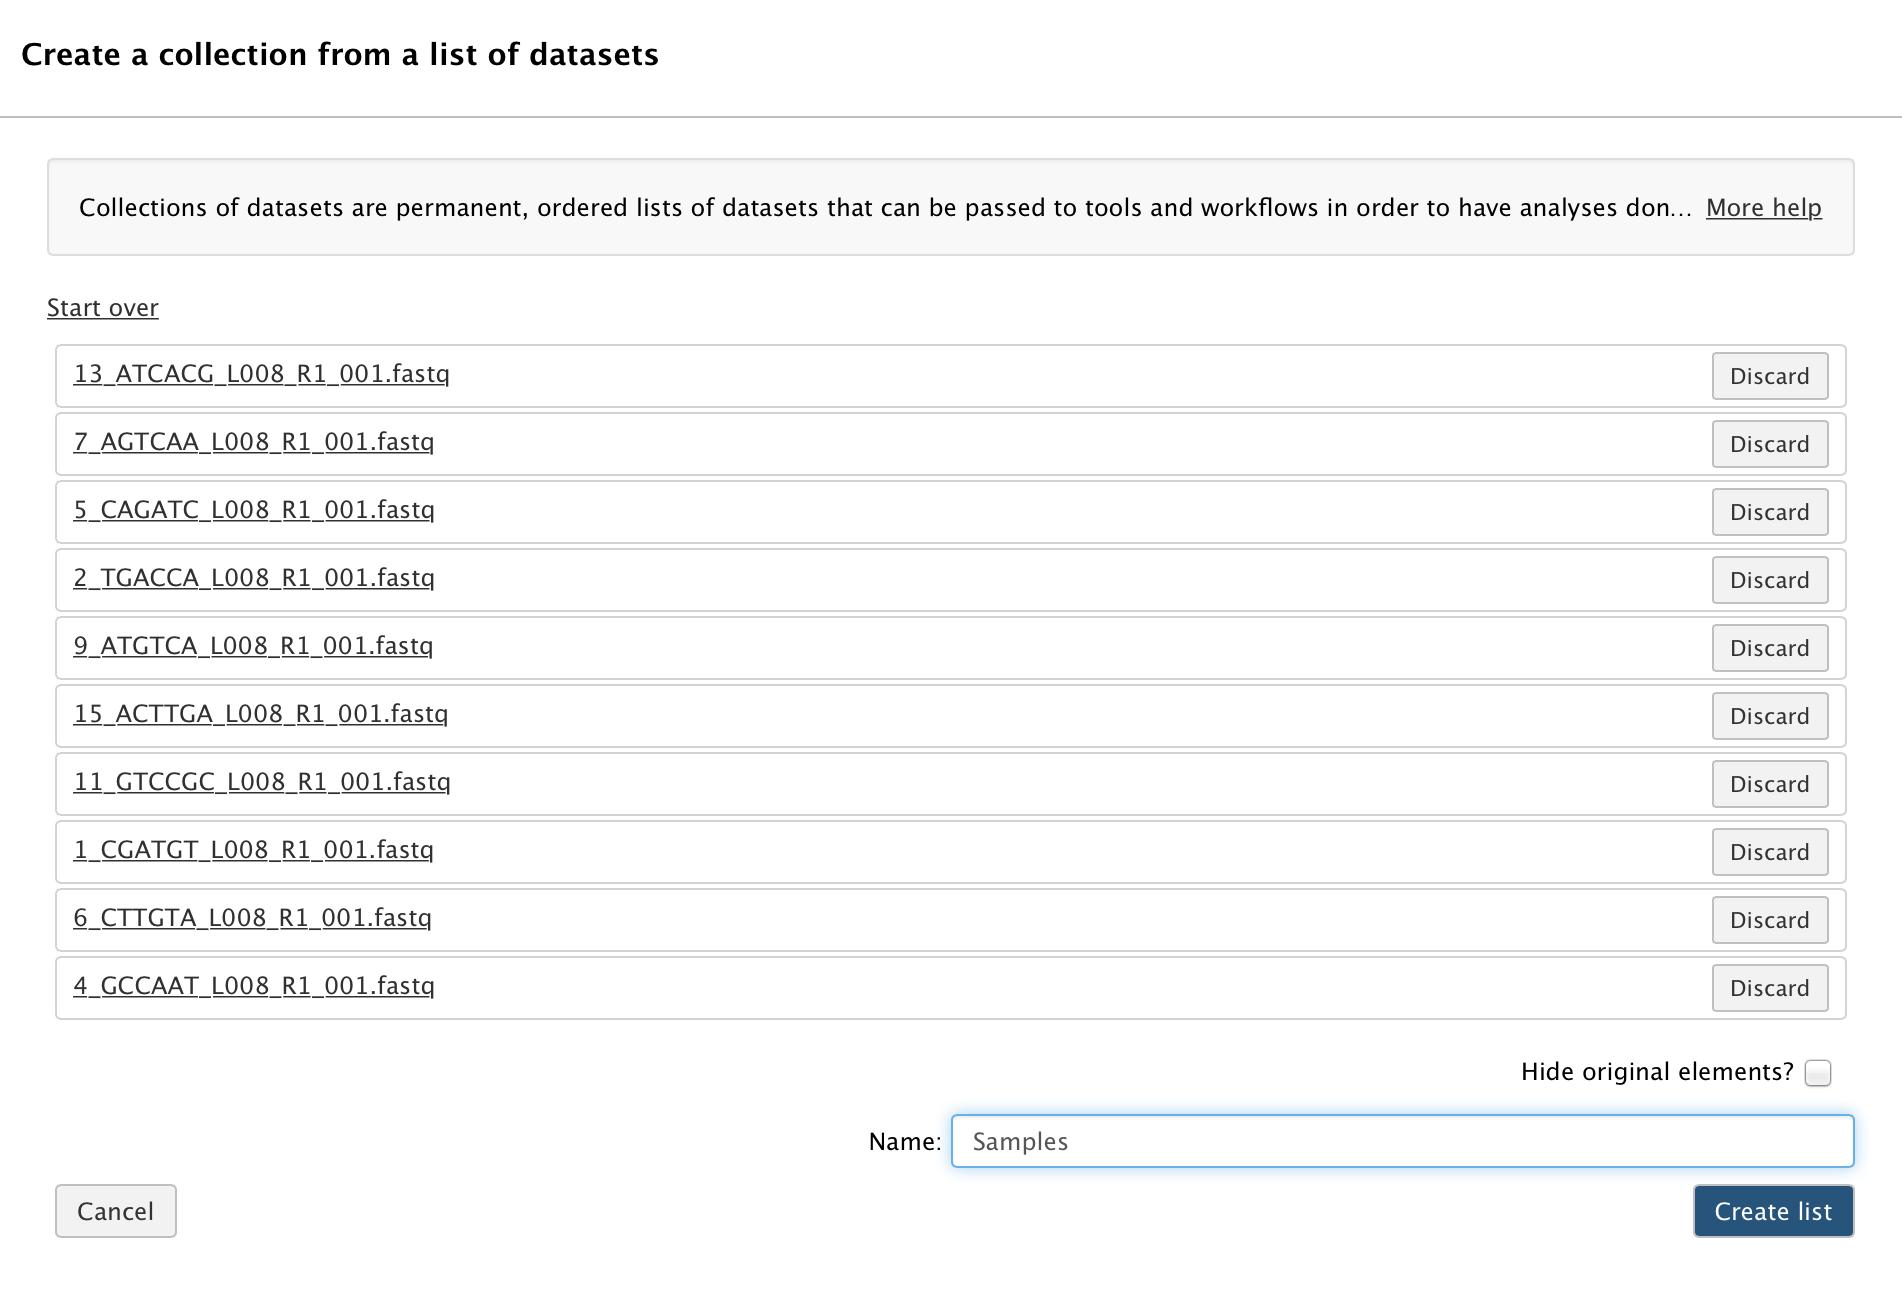 Create a collection from a list of datasets
Collections of datasets are permanent, ordered lists of datasets that can be passed to tools and workflows in order to have analyses don... More help
Start over
13_ATCACG_L008_R1_001.fastq Discard
7_AGTCAA_L008_R1_001.fastq Discard
5_CAGATC_L008_R1_001.fastq Discard
2_TGACCA_L008_R1_001.fastq Discard
9_ATGTCA_L008_R1_001.fastq Discard
15_ACTTGA_L008_R1_001.fastq Discard
11_GTCCGC_L008_R1_001.fastq Discard
1_CGATGT_L008_R1_001.fastq Discard
6_CTTGTA_L008_R1_001.fastq Discard
4_GCCAAT_L008_R1_001.fastq Discard
Hide original elements?
Name: Samples
Cancel Create list